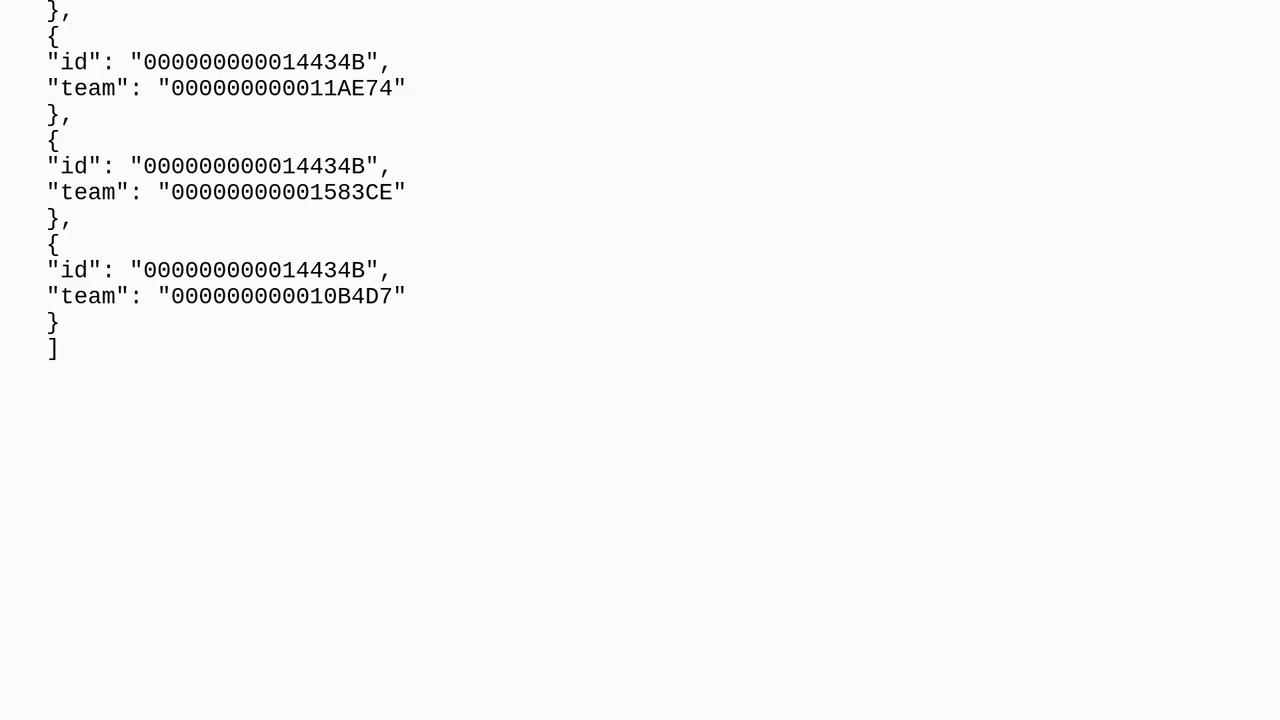 },
{
"id": "000000000014434B",
"team": "000000000011AE74"
},
{
"id": "000000000014434B",
"team": "00000000001583CE"
},
{
"id": "000000000014434B",
"team": "000000000010B4D7"
}
]